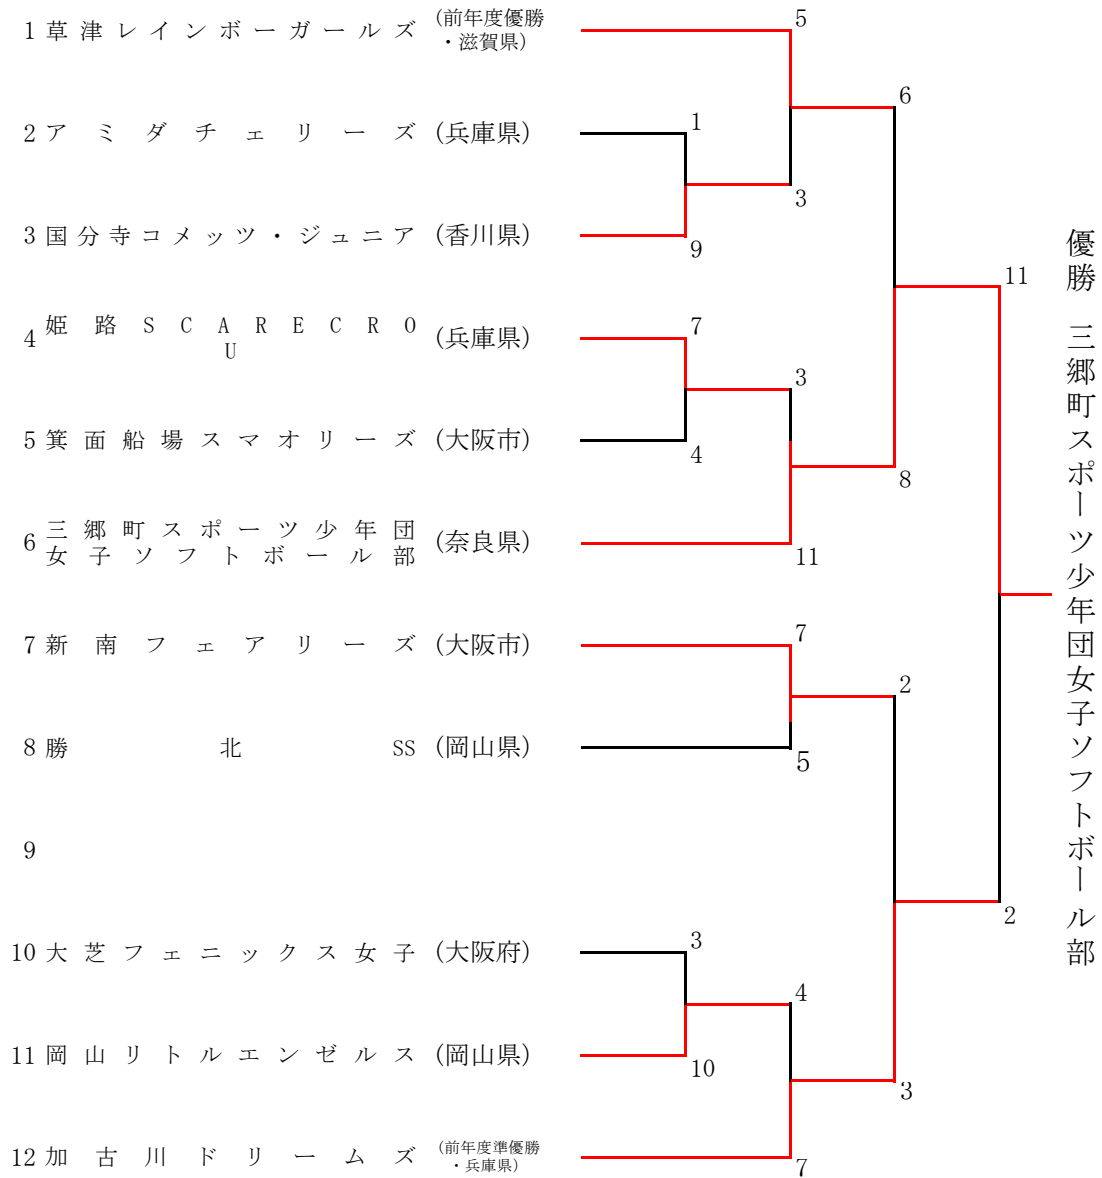 1 草津レインボーガールズ (前年度優勝
・滋賀県)
5
6
2 アミダチェリーズ (兵庫県)
1
3
3 国分寺コメッツ・ジュニア (香川県)
9
11
4 姫路SCARECRO
U
(兵庫県)
7
3
5 箕面船場スマオリーズ (大阪市)
4
8
6 三郷町スポーツ少年団
女子ソフトボール部
(奈良県)
11
7 新南フェアリーズ (大阪市)
7
2
8 勝北SS (岡山県)
5
9
2
10 大芝フェニックス女子 (大阪府)
3
4
11 岡山リトルエンゼルス (岡山県)
10
3
12 加古川ドリームズ (前年度準優勝
・兵庫県)
7
優勝 三郷町スポーツ少年団女子ソフトボール部